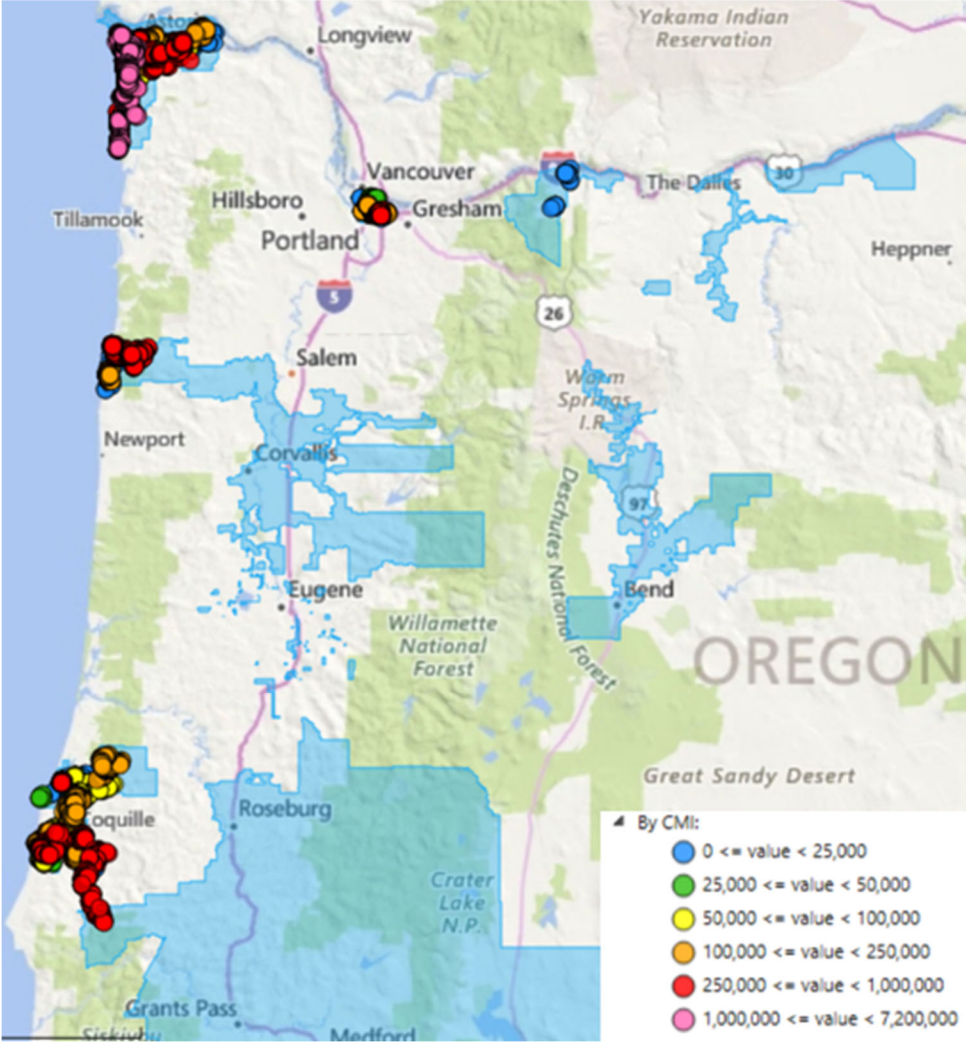 Yakama Indian
Reservation
Astoria
Longview
Vancouver
Hillsboro
Gresham
The Dalles
30
Tillamook
Portland
Heppner
5
26
Salem
Warm
Springs
I.R.
Newport
Corvallis
97
Deschutes National Forest
Eugene
Bend
Willamette
National
Forest
OREGON
Great Sandy Desert
Roseburg
oquille
By CMI:
0 <= value < 25,000
25,000 <= value < 50,000
50,000 <= value < 100,000
100,000 <= value < 250,000
250,000 <= value < 1,000,000
1,000,000 <= value < 7,200,000
Crater
Lake
N.P.
Grants Pass
Siskiyou
Medford